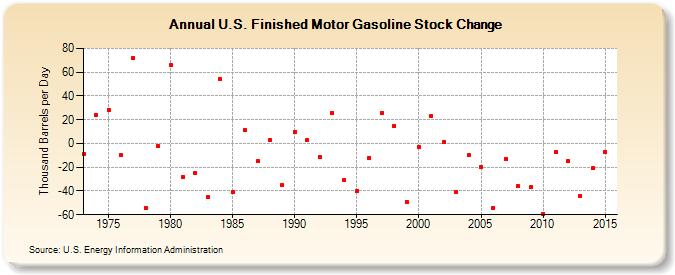 Annual U.S. Finished Motor Gasoline Stock Change
Thousand Barrels per Day
80
60
40
20
0
-20
-40
-60
1975 1980 1985 1990 1995 2000 2005 2010 2015
Source: U.S. Energy Information Administration